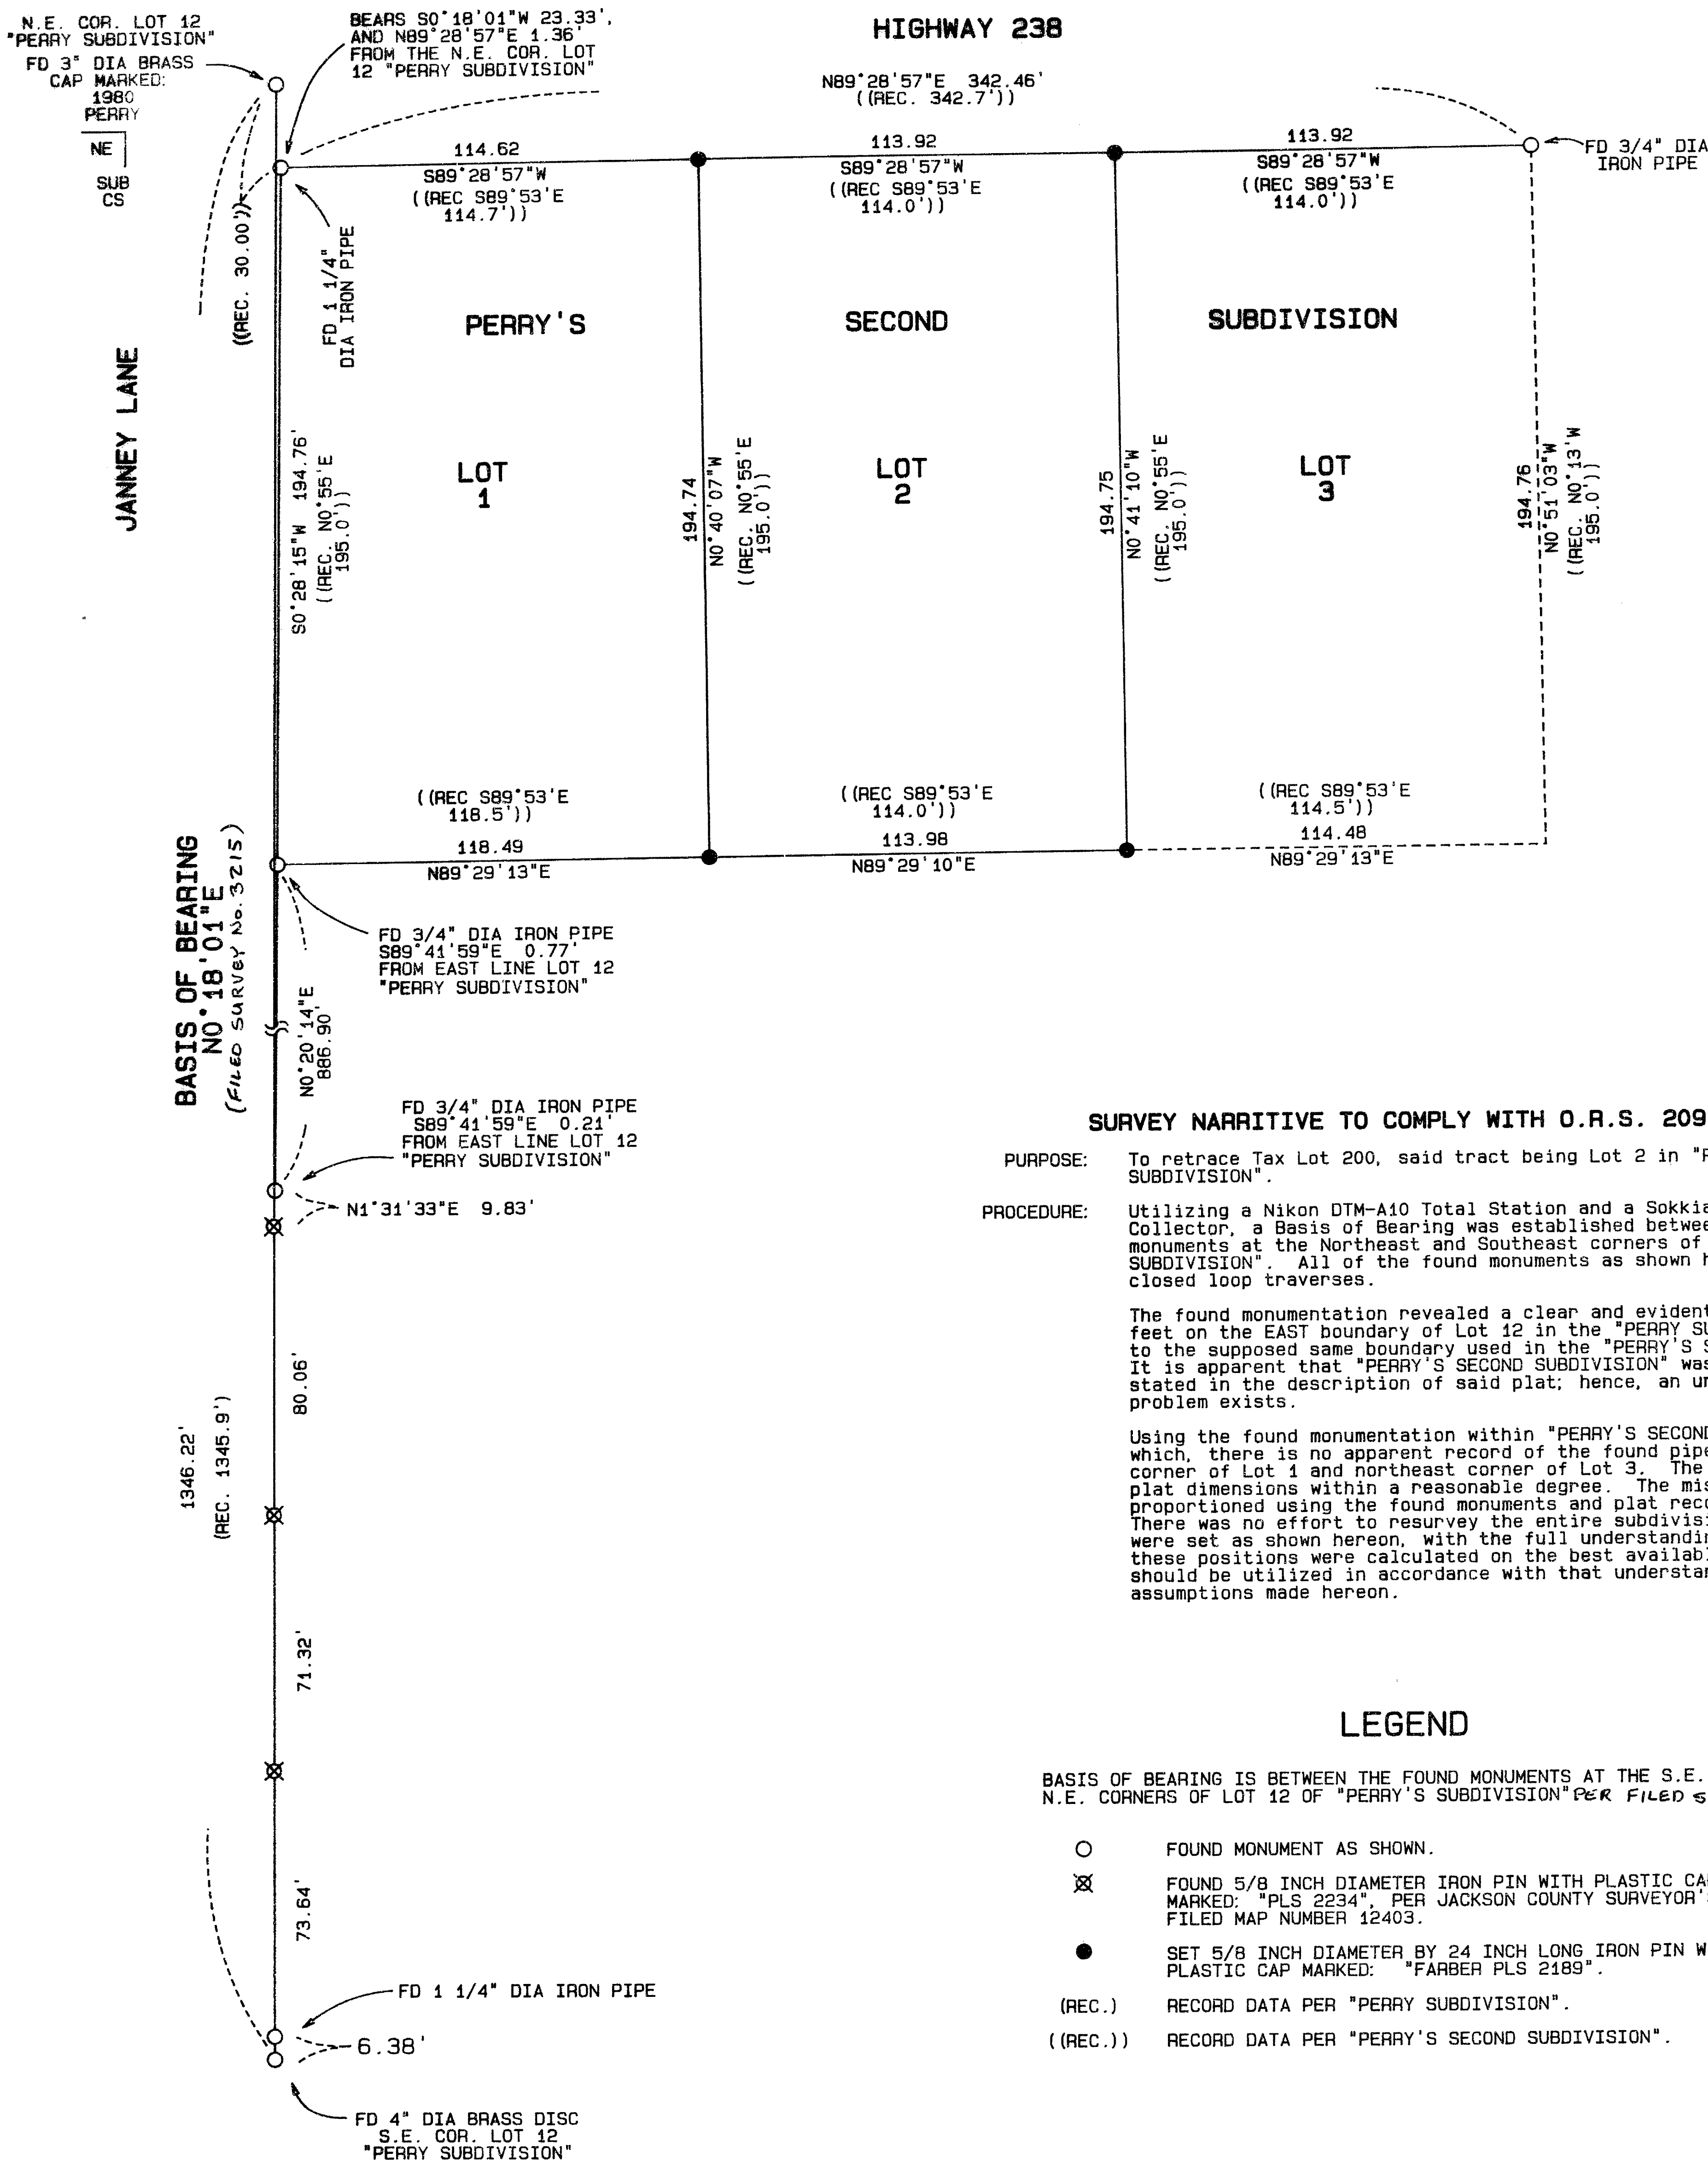 HIGHWAY 238
N.E. COR. LOT 12
"PERRY SUBDIVISION"
FD 3" DIA BRASS
CAP MARKED:
1980
PERRY
NE
SUB
CS
BEARS S0°18'01"W 23.33',
AND N89°28'57"E 1.36'
FROM THE N.E. COR. LOT
12 "PERRY SUBDIVISION"
N89°28'57"E 342.46'
((REC. 342.7'))
114.62
S89°28'57"W
((REC S89°53'E
114.7'))
113.92
S89°28'57"W
((REC S89°53'E
114.0'))
113.92
S89°28'57"W
((REC S89°53'E
114.0'))
FD 3/4" DIA
IRON PIPE
((REC. 30.00'))
FD 1 1/4"
DIA IRON PIPE
PERRY'S
SECOND
SUBDIVISION
JANNEY LANE
S0°28'15"W 194.76'
((REC. N0°55'E
195.0'))
LOT
1
194.74
N0°40'07"W
((REC. N0°55'E
195.0'))
LOT
2
194.75
N0°41'10"W
((REC. N0°55'E
195.0'))
LOT
3
194.76
N0°51'03"W
((REC. N0°13'W
195.0'))
((REC S89°53'E
118.5'))
118.49
N89°29'13"E
((REC S89°53'E
114.0'))
113.98
N89°29'10"E
((REC S89°53'E
114.5'))
114.48
N89°29'13"E
BASIS OF BEARING
N0°18'01"E
(FILED SURVEY No. 3215)
FD 3/4" DIA IRON PIPE
S89°41'59"E 0.77'
FROM EAST LINE LOT 12
"PERRY SUBDIVISION"
N0°20'14"E
886.90'
FD 3/4" DIA IRON PIPE
S89°41'59"E 0.21'
FROM EAST LINE LOT 12
"PERRY SUBDIVISION"
N1°31'33"E 9.83'
80.06'
1346.22'
(REC. 1345.9')
71.32'
73.64'
FD 1 1/4" DIA IRON PIPE
6.38'
FD 4" DIA BRASS DISC
S.E. COR. LOT 12
"PERRY SUBDIVISION"
SURVEY NARRITIVE TO COMPLY WITH O.R.S. 209
PURPOSE: To retrace Tax Lot 200, said tract being Lot 2 in "P
SUBDIVISION".
PROCEDURE: Utilizing a Nikon DTM-A10 Total Station and a Sokkia
Collector, a Basis of Bearing was established betwee
monuments at the Northeast and Southeast corners of
SUBDIVISION". All of the found monuments as shown h
closed loop traverses.
The found monumentation revealed a clear and evident
feet on the EAST boundary of Lot 12 in the "PERRY SU
to the supposed same boundary used in the "PERRY'S S
It is apparent that "PERRY'S SECOND SUBDIVISION" was
stated in the description of said plat; hence, an un
problem exists.
Using the found monumentation within "PERRY'S SECOND
which, there is no apparent record of the found pipe
corner of Lot 1 and northeast corner of Lot 3. The
plat dimensions within a reasonable degree. The mis
proportioned using the found monuments and plat reco
There was no effort to resurvey the entire subdivisi
were set as shown hereon, with the full understandin
these positions were calculated on the best availabl
should be utilized in accordance with that understan
assumptions made hereon.
LEGEND
BASIS OF BEARING IS BETWEEN THE FOUND MONUMENTS AT THE S.E.
N.E. CORNERS OF LOT 12 OF "PERRY'S SUBDIVISION" PER FILED S
FOUND MONUMENT AS SHOWN.
FOUND 5/8 INCH DIAMETER IRON PIN WITH PLASTIC CA
MARKED: "PLS 2234", PER JACKSON COUNTY SURVEYOR'
FILED MAP NUMBER 12403.
SET 5/8 INCH DIAMETER BY 24 INCH LONG IRON PIN W
PLASTIC CAP MARKED: "FARBER PLS 2189".
(REC.) RECORD DATA PER "PERRY SUBDIVISION".
((REC.)) RECORD DATA PER "PERRY'S SECOND SUBDIVISION".